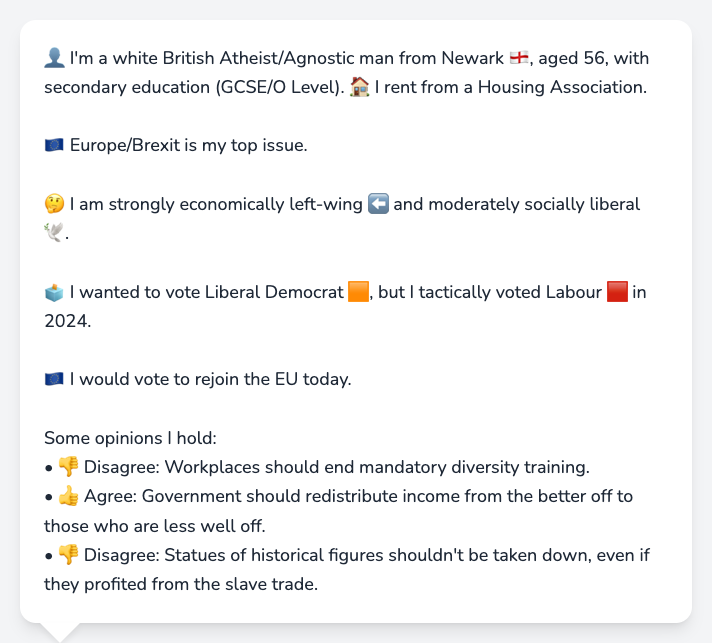 👤 I'm a white British Atheist/Agnostic man from Newark 🏴󠁧󠁢󠁥󠁮󠁧󠁿, aged 56, with
secondary education (GCSE/O Level). 🏠 I rent from a Housing Association.
🇪🇺 Europe/Brexit is my top issue.
🤔 I am strongly economically left-wing ⬅️ and moderately socially liberal
🕊️.
🗳️ I wanted to vote Liberal Democrat 🟧, but I tactically voted Labour 🟥 in
2024.
🇪🇺 I would vote to rejoin the EU today.
Some opinions I hold:
• 👎 Disagree: Workplaces should end mandatory diversity training.
• 👍 Agree: Government should redistribute income from the better off to
those who are less well off.
• 👎 Disagree: Statues of historical figures shouldn't be taken down, even if
they profited from the slave trade.